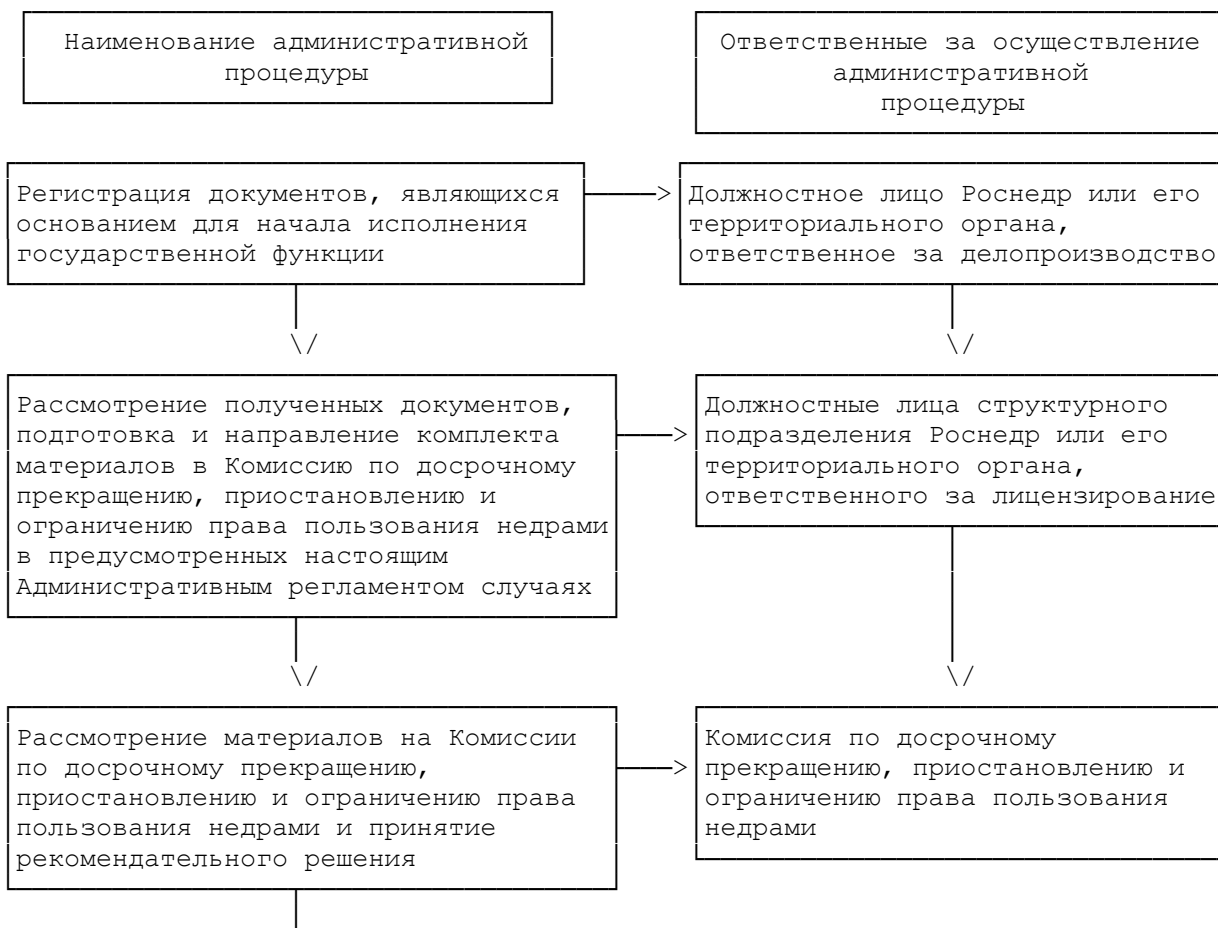 Наименование административной
процедуры
Ответственные за осуществление
административной
процедуры
Регистрация документов, являющихся
основанием для начала исполнения
государственной функции
Должностное лицо Роснедр или его
территориального органа,
ответственное за делопроизводство
Рассмотрение полученных документов,
подготовка и направление комплекта
материалов в Комиссию по досрочному
прекращению, приостановлению и
ограничению права пользования недрами
в предусмотренных настоящим
Административным регламентом случаях
Должностные лица структурного
подразделения Роснедр или его
территориального органа,
ответственного за лицензирование
Рассмотрение материалов на Комиссии
по досрочному прекращению,
приостановлению и ограничению права
пользования недрами и принятие
рекомендательного решения
Комиссия по досрочному
прекращению, приостановлению и
ограничению права пользования
недрами